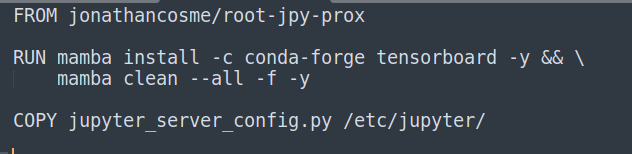 FROM jonathancosme/root-jpy-prox
RUN mamba install -c conda-forge tensorboard -y && \
mamba clean --all -f -y
COPY jupyter_server_config.py /etc/jupyter/